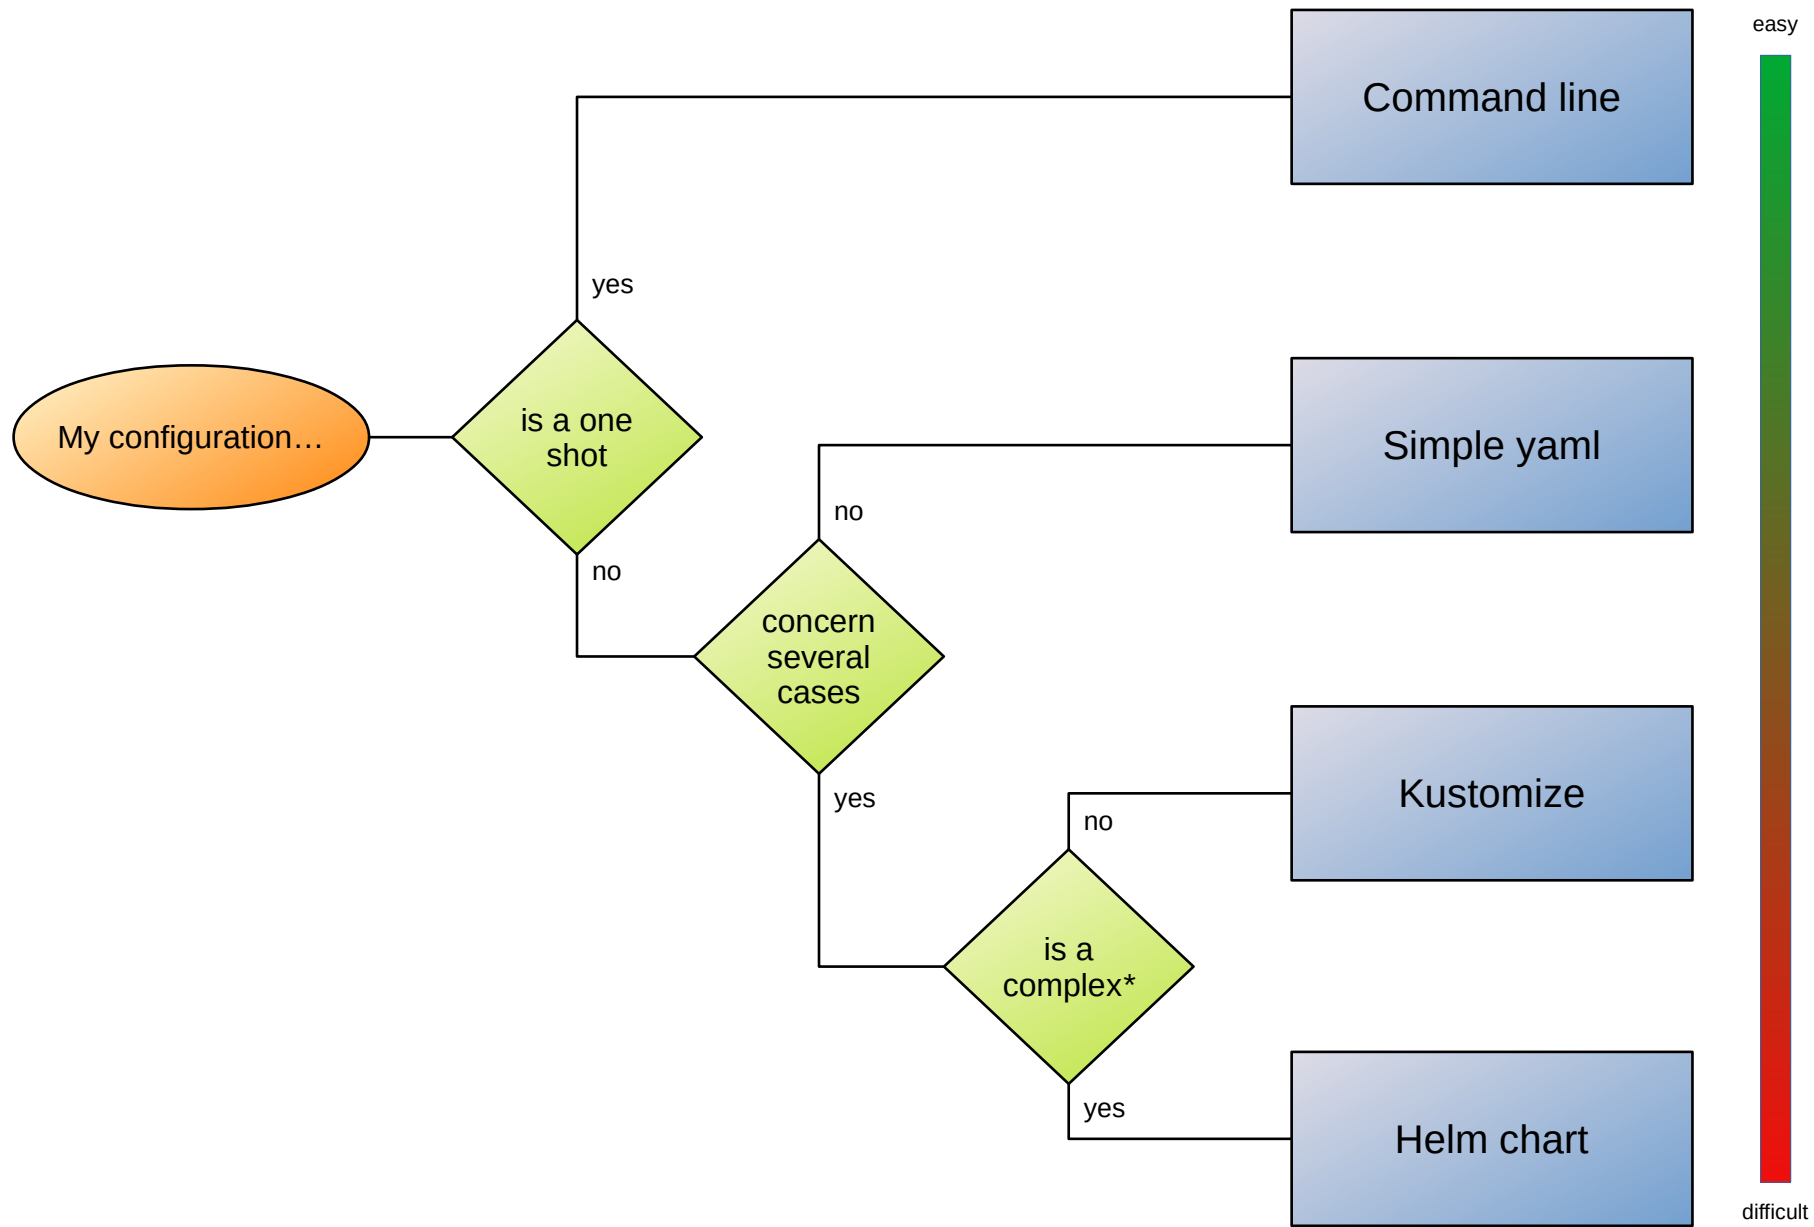 easy
Command line
yes
My configuration…
is a one
shot
Simple yaml
no
no
concern
several
cases
Kustomize
yes
no
is a
complex*
yes
Helm chart
difficult